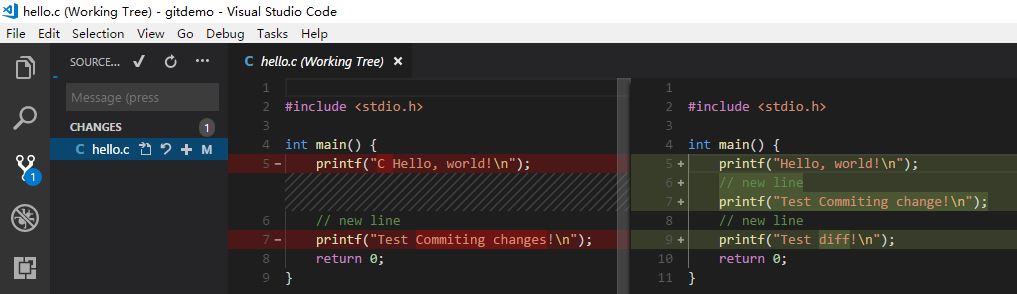 hello.c (Working Tree) - gitdemo - Visual Studio Code
File Edit Selection View Go Debug Tasks Help
SOURCE... ...
Message (press
CHANGES 1
C hello.c M
1
C hello.c (Working Tree) ×
1
2 #include <stdio.h>
3
4 int main() {
5 − printf("C Hello, world!\n");
6 // new line
7 − printf("Test Commiting changes!\n");
8 return 0;
9 }
1
2 #include <stdio.h>
3
4 int main() {
5 + printf("Hello, world!\n");
6 + // new line
7 + printf("Test Commiting change!\n");
8 // new line
9 + printf("Test diff!\n");
10 return 0;
11 }